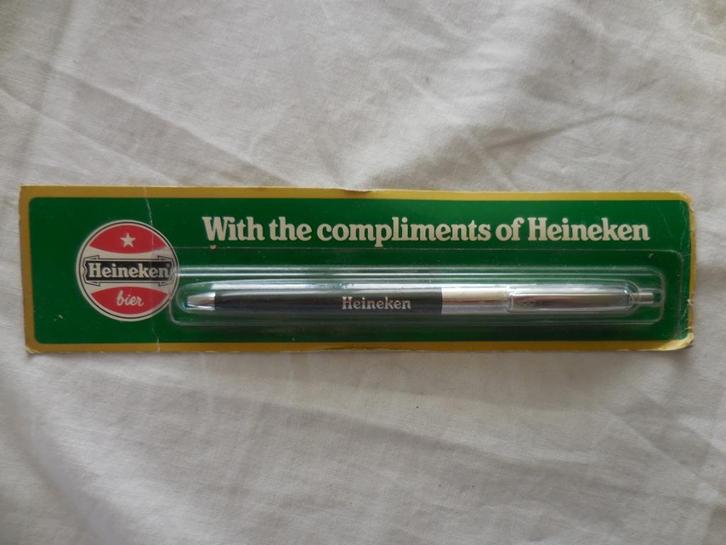 With the compliments of Heineken
Heineken
bier
Heineken